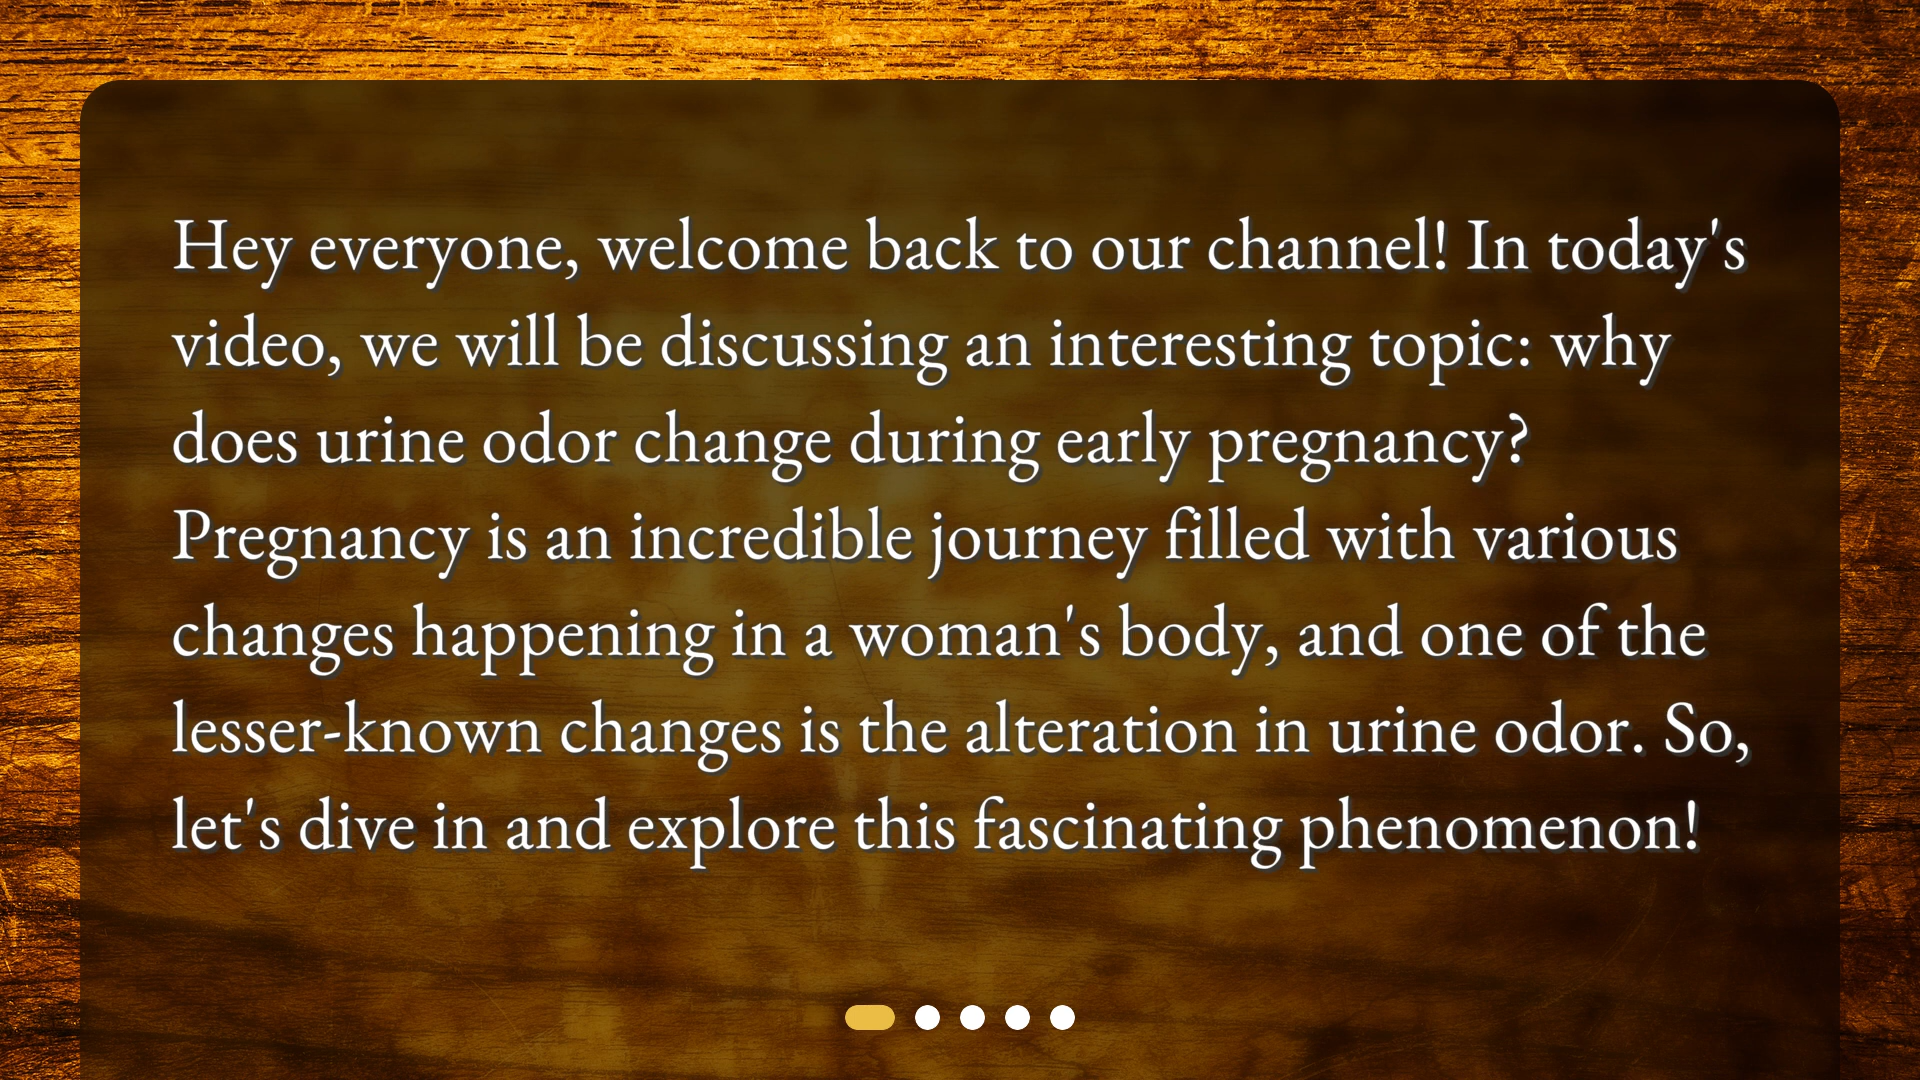 Hey everyone, welcome back to our channel! In today's
video, we will be discussing an interesting topic: why
does urine odor change during early pregnancy?
Pregnancy is an incredible journey filled with various
changes happening in a woman's body, and one of the
lesser-known changes is the alteration in urine odor. So,
let's dive in and explore this fascinating phenomenon!